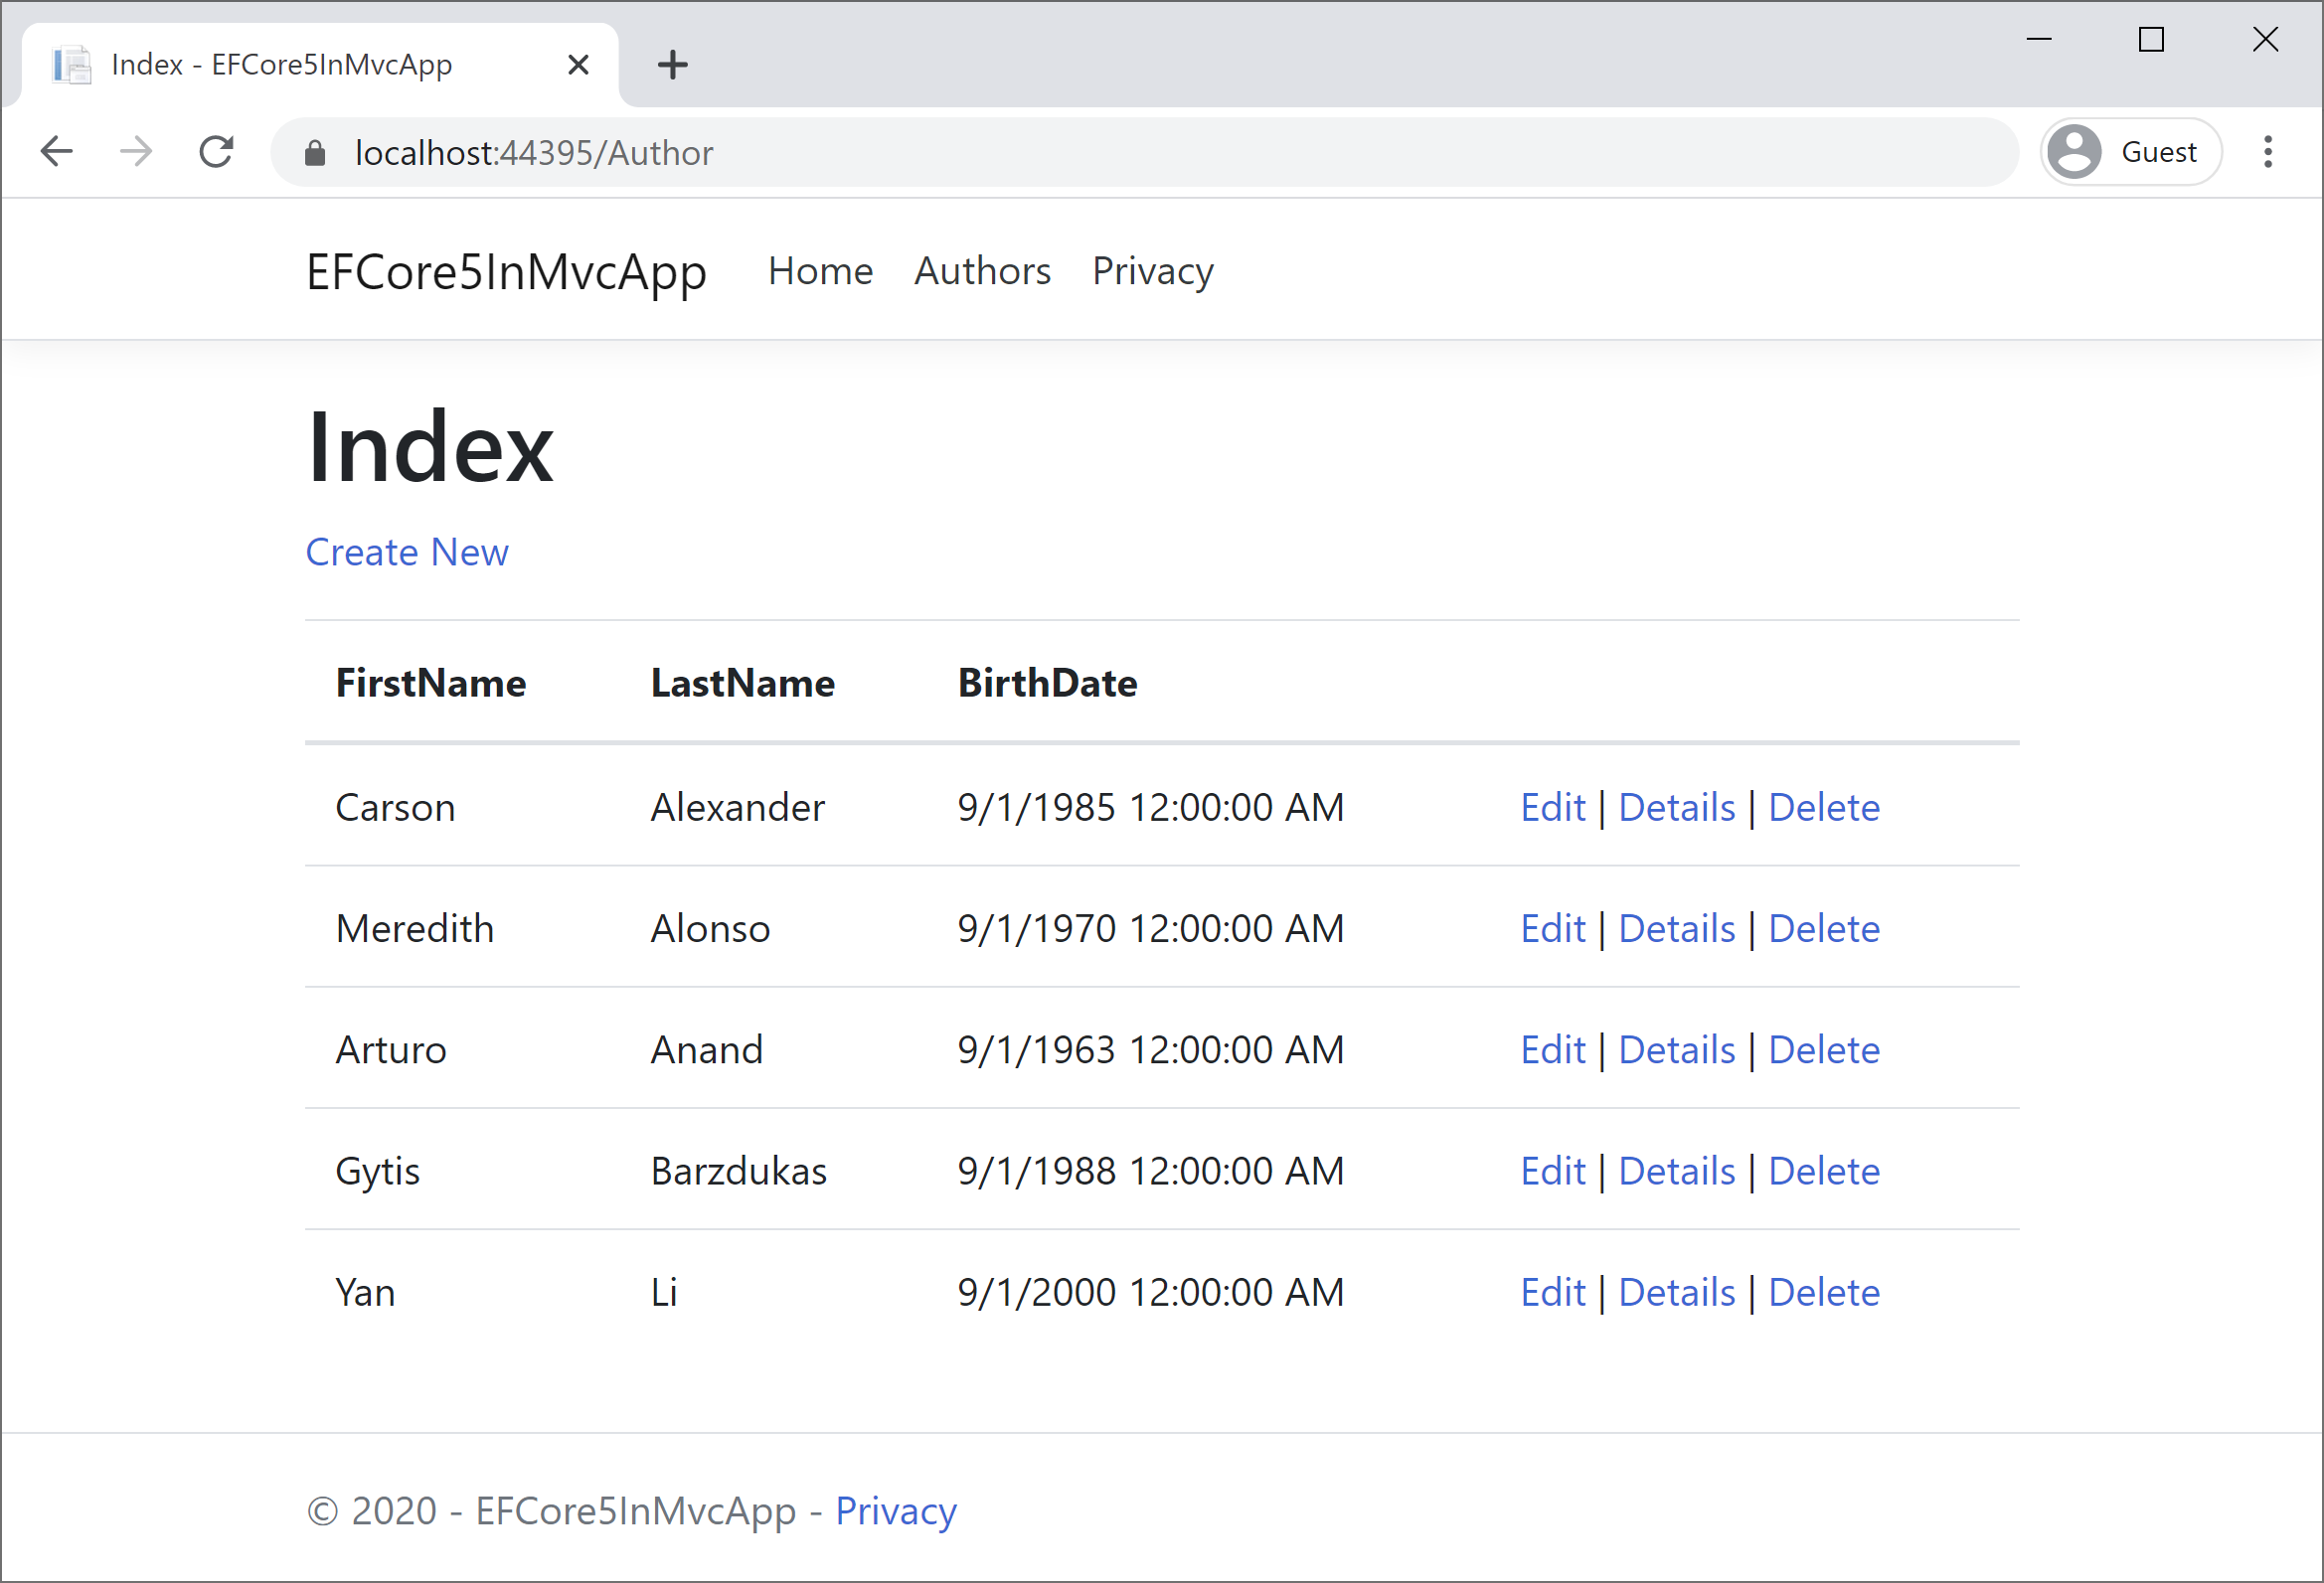 Index - EFCore5InMvcApp
localhost:44395/Author
Guest
EFCore5InMvcApp Home Authors Privacy
Index
Create New
FirstName LastName BirthDate
Carson Alexander 9/1/1985 12:00:00 AM Edit | Details | Delete
Meredith Alonso 9/1/1970 12:00:00 AM Edit | Details | Delete
Arturo Anand 9/1/1963 12:00:00 AM Edit | Details | Delete
Gytis Barzdukas 9/1/1988 12:00:00 AM Edit | Details | Delete
Yan Li 9/1/2000 12:00:00 AM Edit | Details | Delete
© 2020 - EFCore5InMvcApp - Privacy